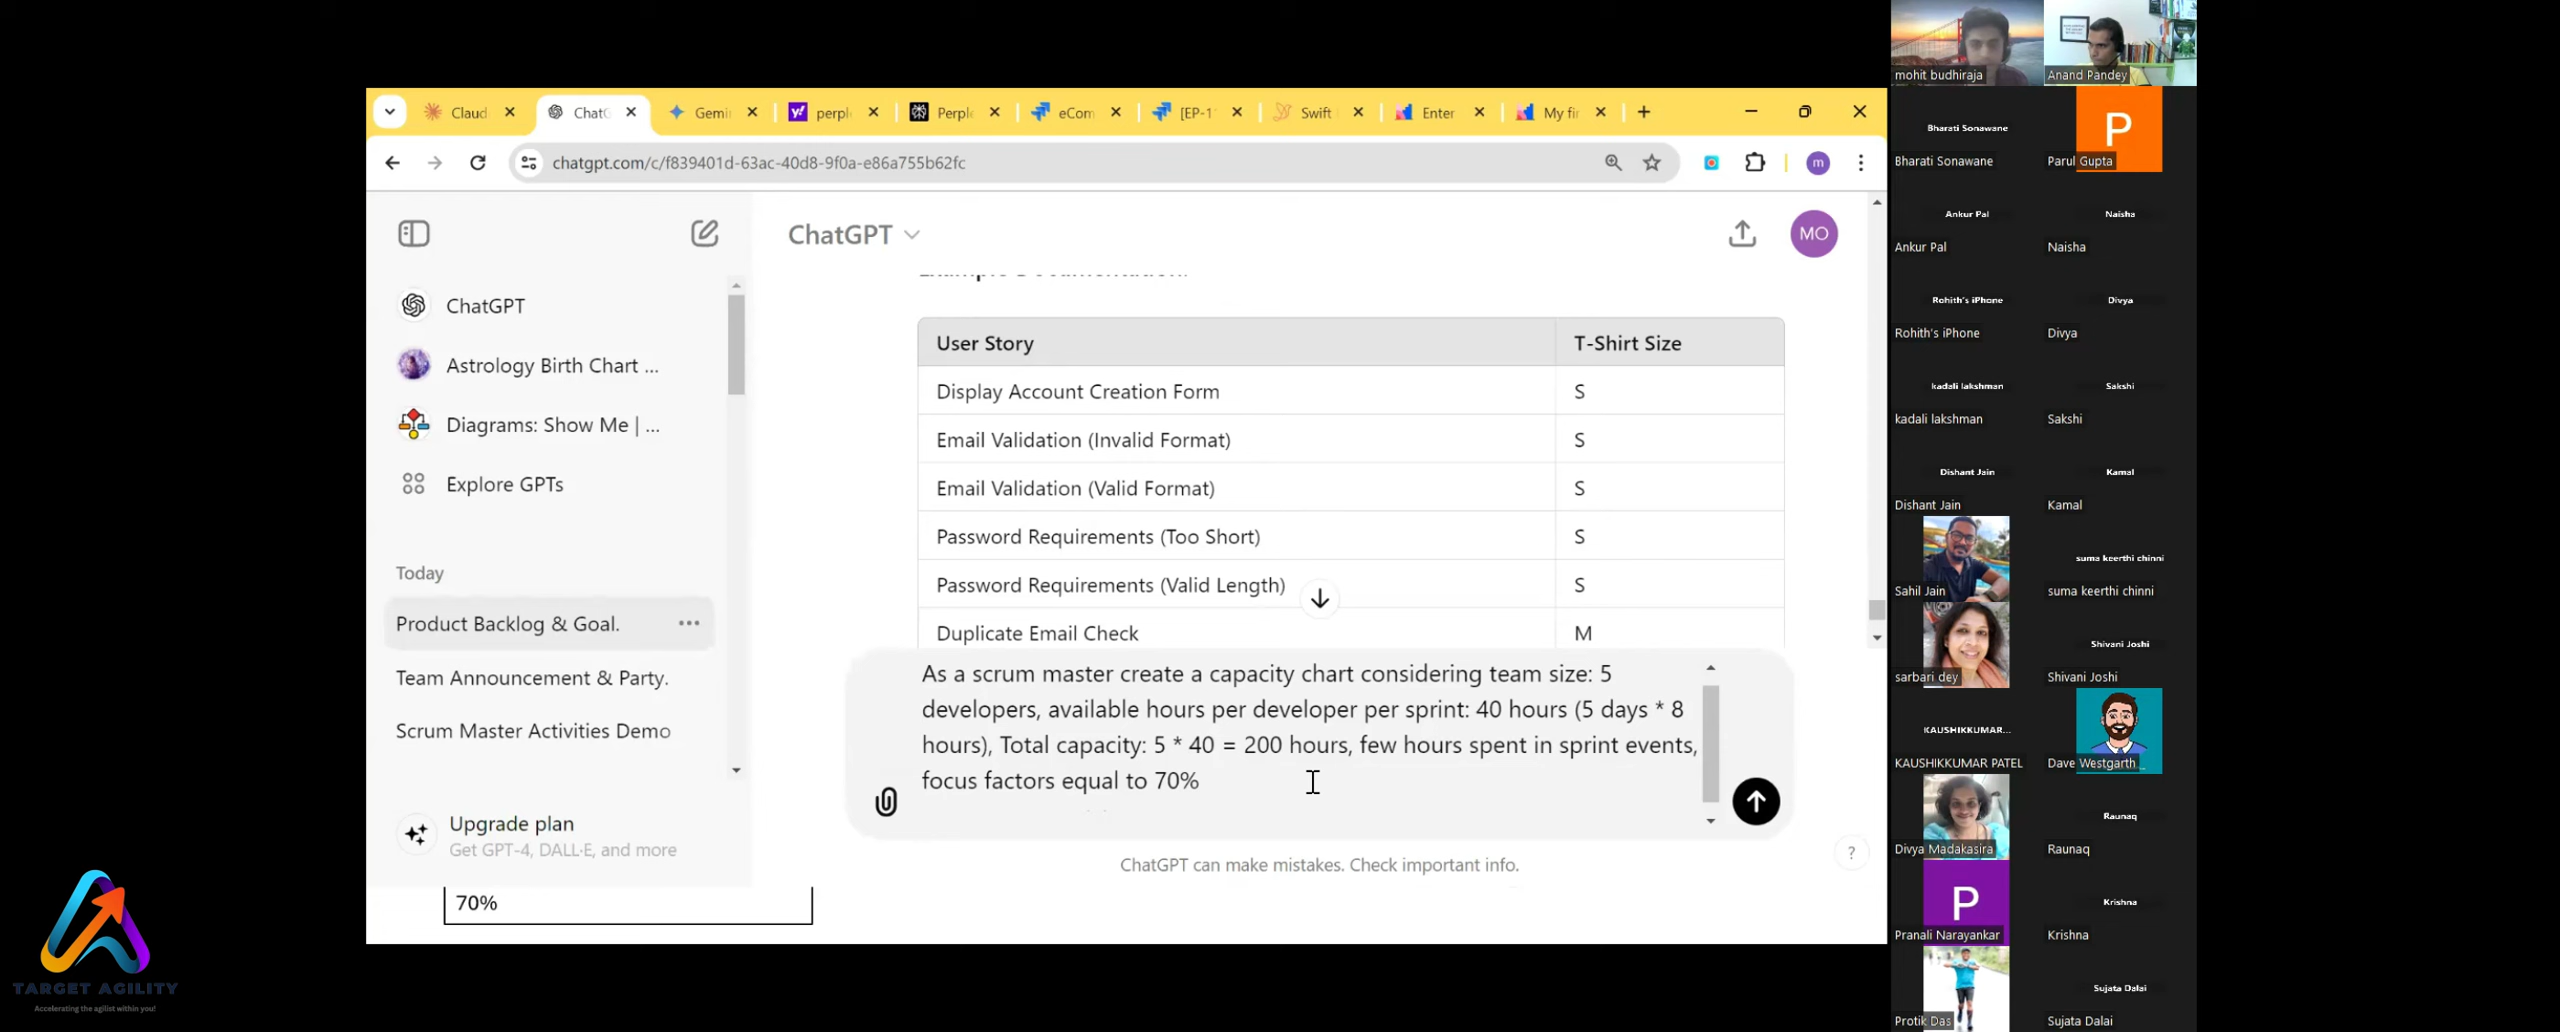 Claud
ChatG
Gemi
perpl
Perple
eCom
[EP-1
Swift
Enter
My fir
chatgpt.com/c/f839401d-63ac-40d8-9f0a-e86a755b62fc
m
ChatGPT
MO
ChatGPT
Astrology Birth Chart ...
Diagrams: Show Me | ...
Explore GPTs
Today
Product Backlog & Goal.
Team Announcement & Party.
Scrum Master Activities Demo
Upgrade plan
Get GPT-4, DALL·E, and more
User Story T-Shirt Size
Display Account Creation Form S
Email Validation (Invalid Format) S
Email Validation (Valid Format) S
Password Requirements (Too Short) S
Password Requirements (Valid Length) S
Duplicate Email Check M
As a scrum master create a capacity chart considering team size: 5
developers, available hours per developer per sprint: 40 hours (5 days * 8
hours), Total capacity: 5 * 40 = 200 hours, few hours spent in sprint events,
focus factors equal to 70%
ChatGPT can make mistakes. Check important info.
?
70%
TARGET AGILITY
Accelerating the agilist within you!
mohit budhiraja
Anand Pandey
Bharati Sonawane
Bharati Sonawane
P
Parul Gupta
Ankur Pal
Ankur Pal
Naisha
Naisha
Rohith's iPhone
Rohith's iPhone
Divya
Divya
kadali lakshman
kadali lakshman
Sakshi
Sakshi
Dishant Jain
Dishant Jain
Kamal
Kamal
Sahil Jain
suma keerthi chinni
suma keerthi chinni
sarbari dey
Shivani Joshi
Shivani Joshi
KAUSHIKKUMAR...
KAUSHIKKUMAR PATEL
Dave Westgarth
Divya Madakasira
Raunaq
Raunaq
P
Pranali Narayankar
Krishna
Krishna
Protik Das
Sujata Dalai
Sujata Dalai